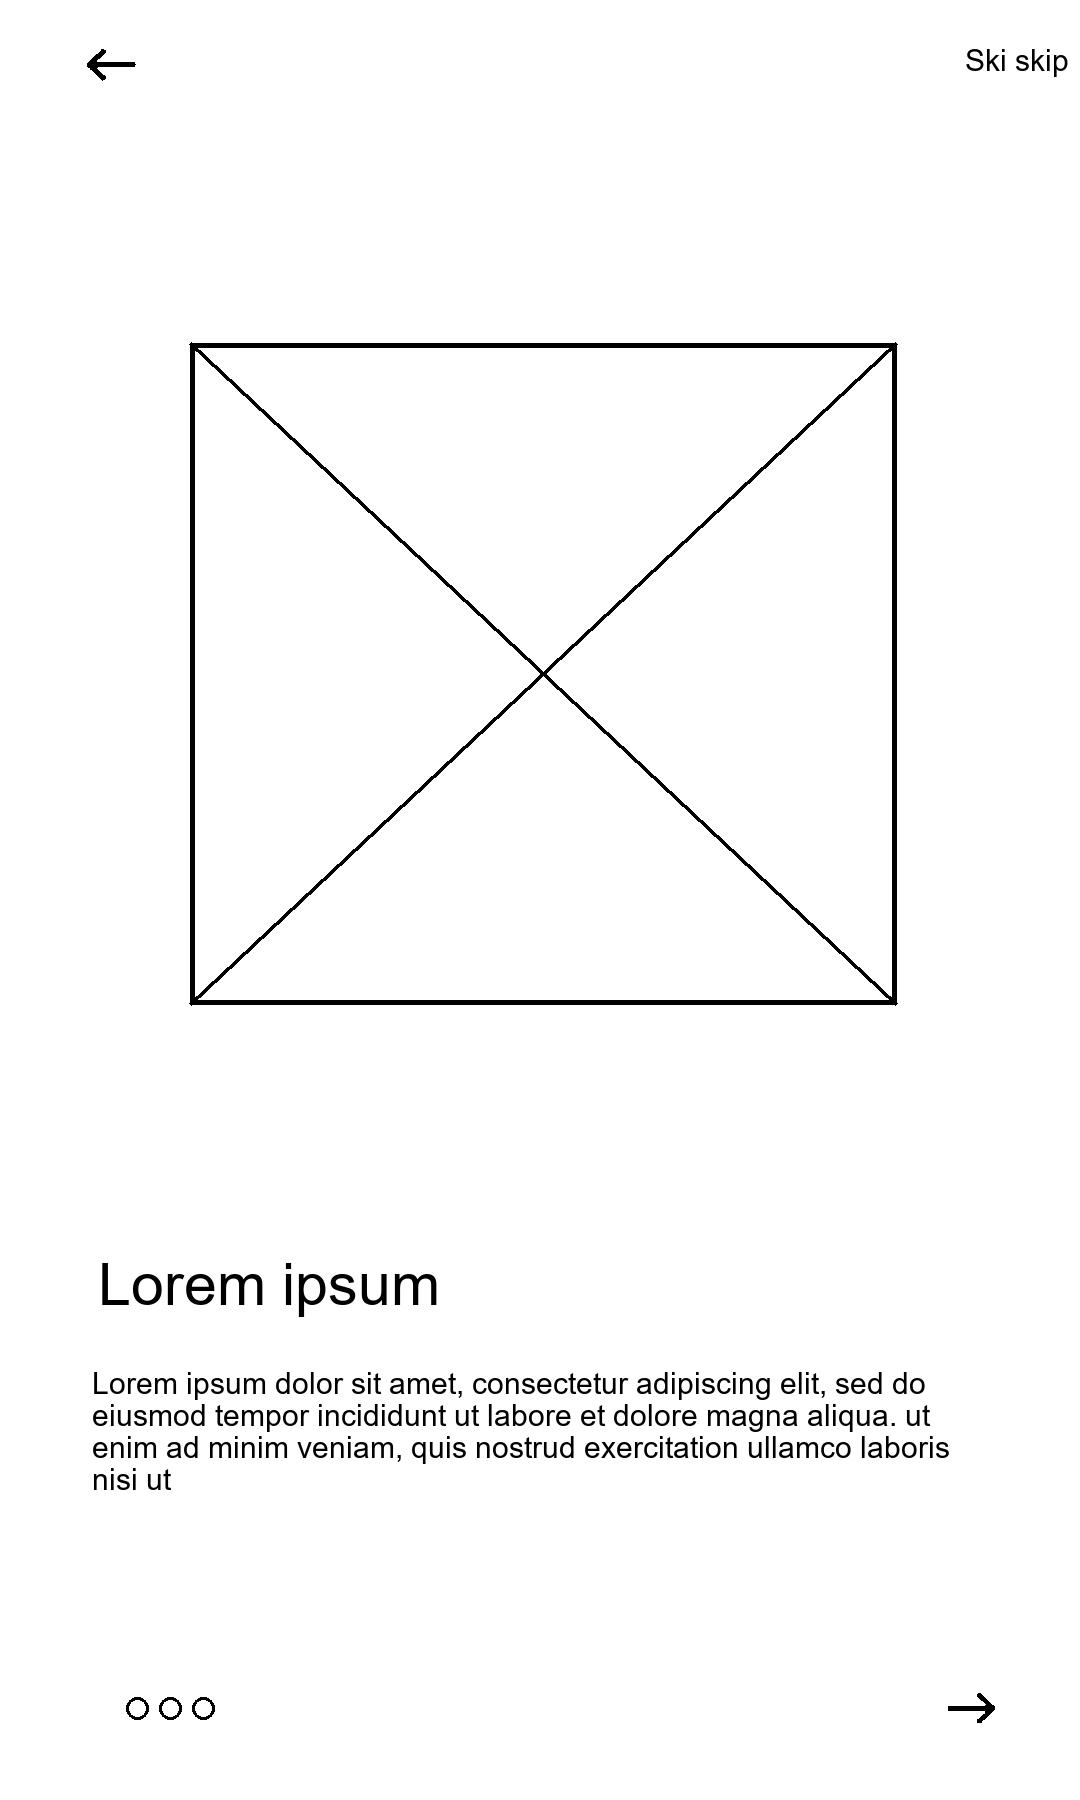 Ski skip
Lorem ipsum
Lorem ipsum dolor sit amet, consectetur adipiscing elit, sed do
eiusmod tempor incididunt ut labore et dolore magna aliqua. ut
enim ad minim veniam, quis nostrud exercitation ullamco laboris
nisi ut